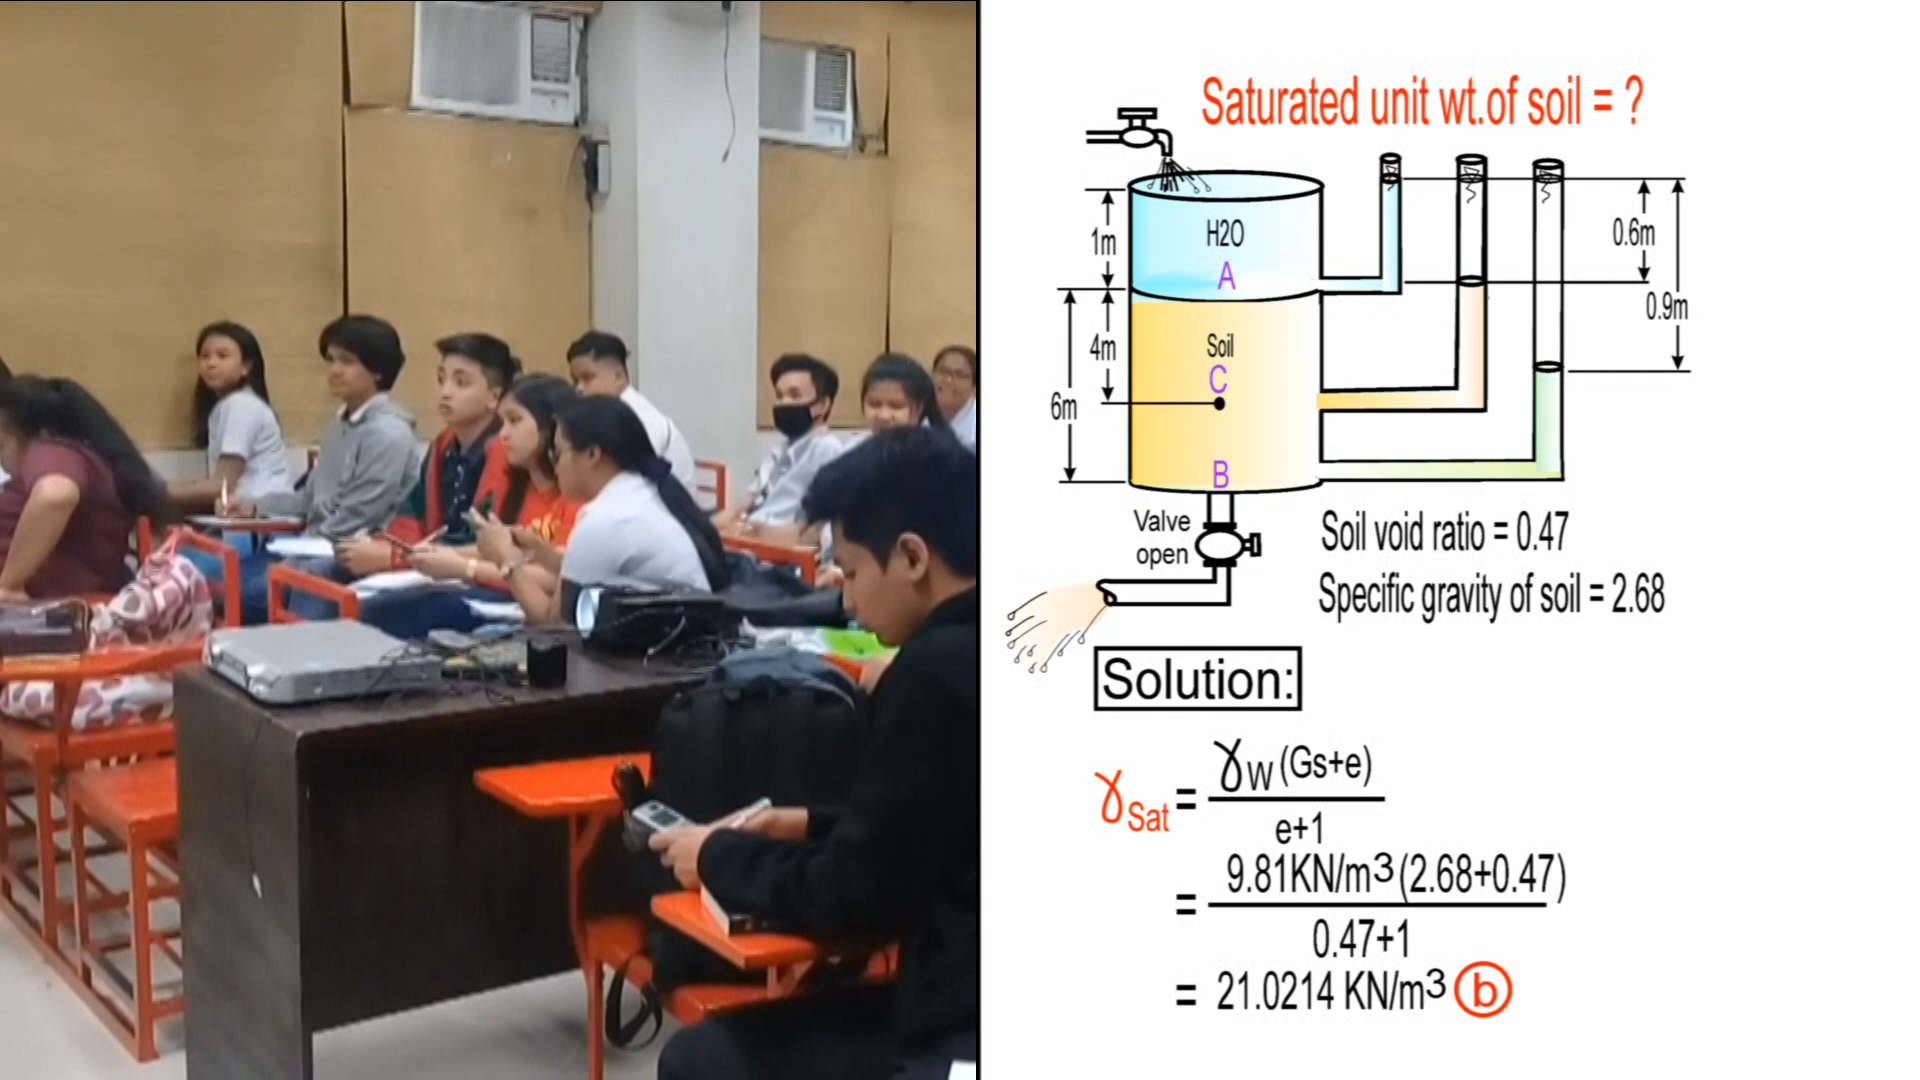 Saturated unit wt.of soil = ?
H2O
A
1m
0.6m
0.9m
Soil
C
4m
6m
B
Valve
open
Soil void ratio = 0.47
Specific gravity of soil = 2.68
Solution:
ɣSat = ɣw (Gs+e)
e+1
= 9.81KN/m3 (2.68+0.47)
0.47+1
= 21.0214 KN/m3 b